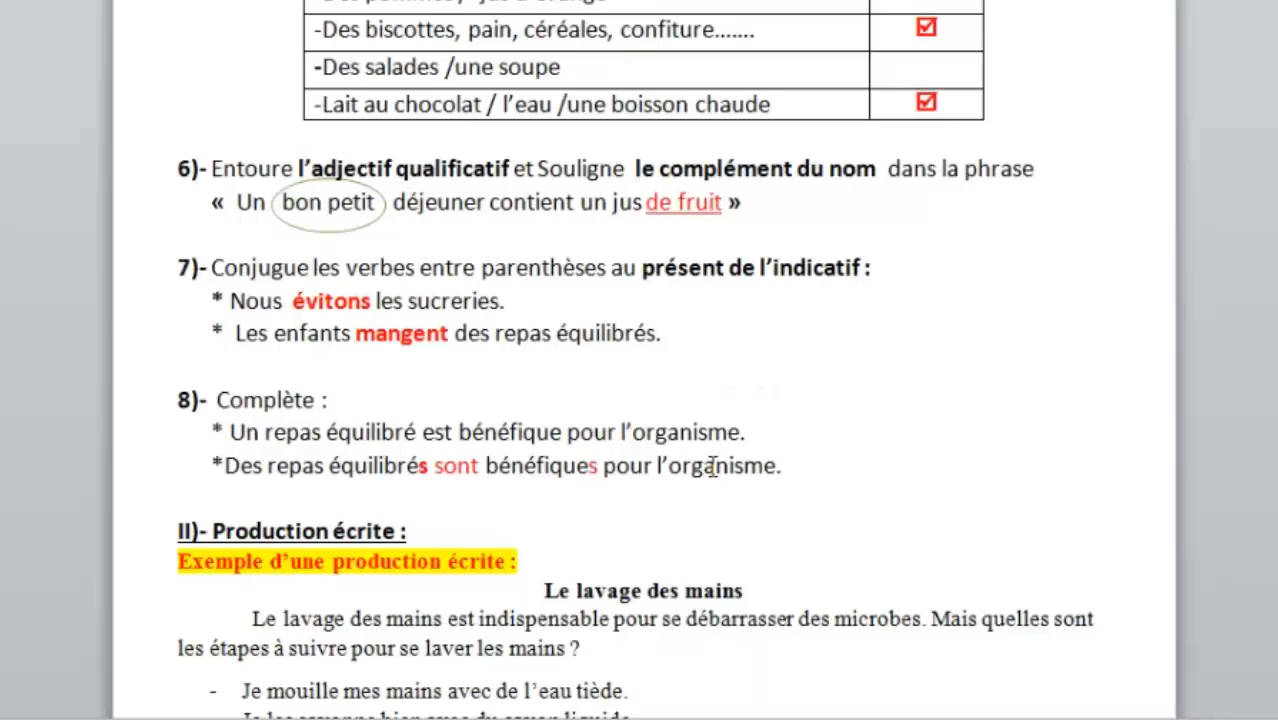 -Des biscottes, pain, céréales, confiture.......
-Des salades /une soupe
-Lait au chocolat / l'eau /une boisson chaude
6)- Entoure l'adjectif qualificatif et Souligne le complément du nom dans la phrase
« Un bon petit déjeuner contient un jus de fruit »
7)- Conjugue les verbes entre parenthèses au présent de l'indicatif :
* Nous évitons les sucreries.
* Les enfants mangent des repas équilibrés.
8)- Complète :
* Un repas équilibré est bénéfique pour l'organisme.
*Des repas équilibrés sont bénéfiques pour l'organisme.
II)- Production écrite :
Exemple d'une production écrite :
Le lavage des mains
Le lavage des mains est indispensable pour se débarrasser des microbes. Mais quelles sont
les étapes à suivre pour se laver les mains ?
- Je mouille mes mains avec de l'eau tiède.